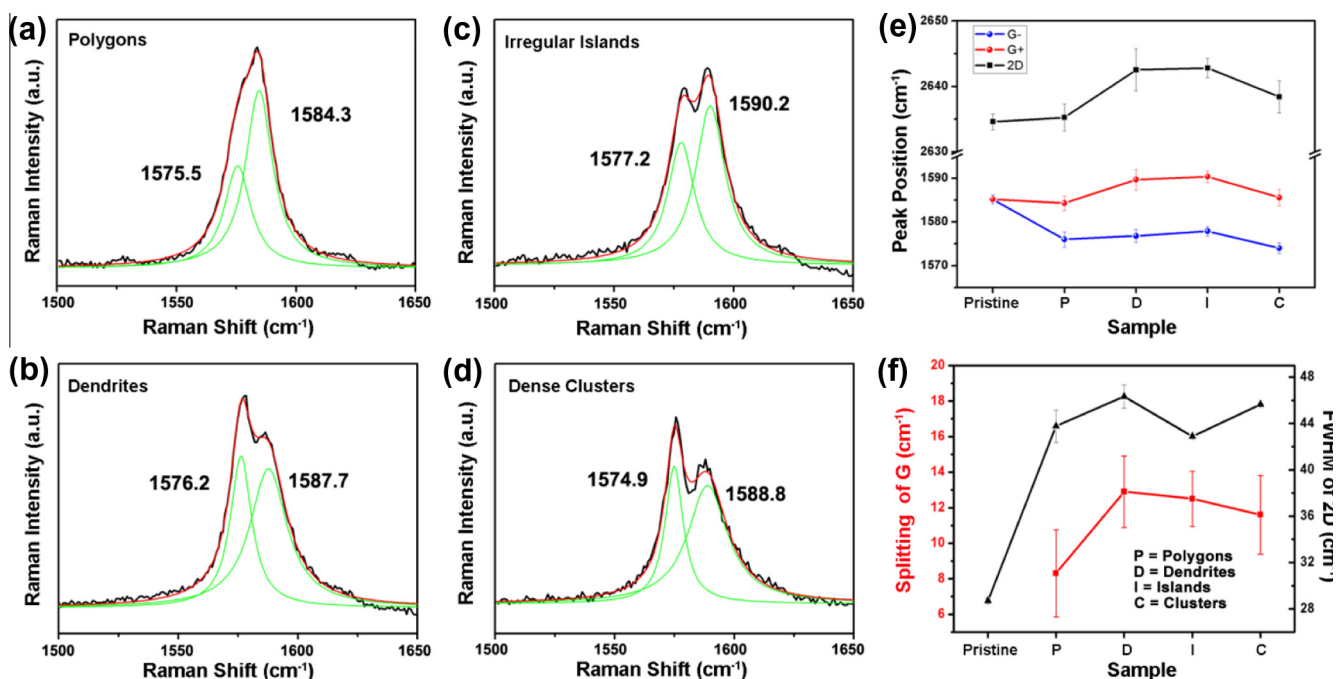 (a)
Polygons
1584.3
1575.5
Raman Intensity (a.u.)
1500 1550 1600 1650
Raman Shift (cm-1)
(c)
Irregular Islands
1590.2
1577.2
Raman Intensity (a.u.)
1500 1550 1600 1650
Raman Shift (cm-1)
(e)
G-
G+
2D
2650
2640
2630
1590
1580
1570
Peak Position (cm-1)
Pristine P D I C
Sample
(b)
Dendrites
1576.2
1587.7
Raman Intensity (a.u.)
1500 1550 1600 1650
Raman Shift (cm-1)
(d)
Dense Clusters
1574.9
1588.8
Raman Intensity (a.u.)
1500 1550 1600 1650
Raman Shift (cm-1)
(f)
20
18
16
14
12
10
8
6
Splitting of G (cm-1)
48
44
40
36
32
28
FWHM of 2D (cm-1)
P = Polygons
D = Dendrites
I = Islands
C = Clusters
Pristine P D I C
Sample